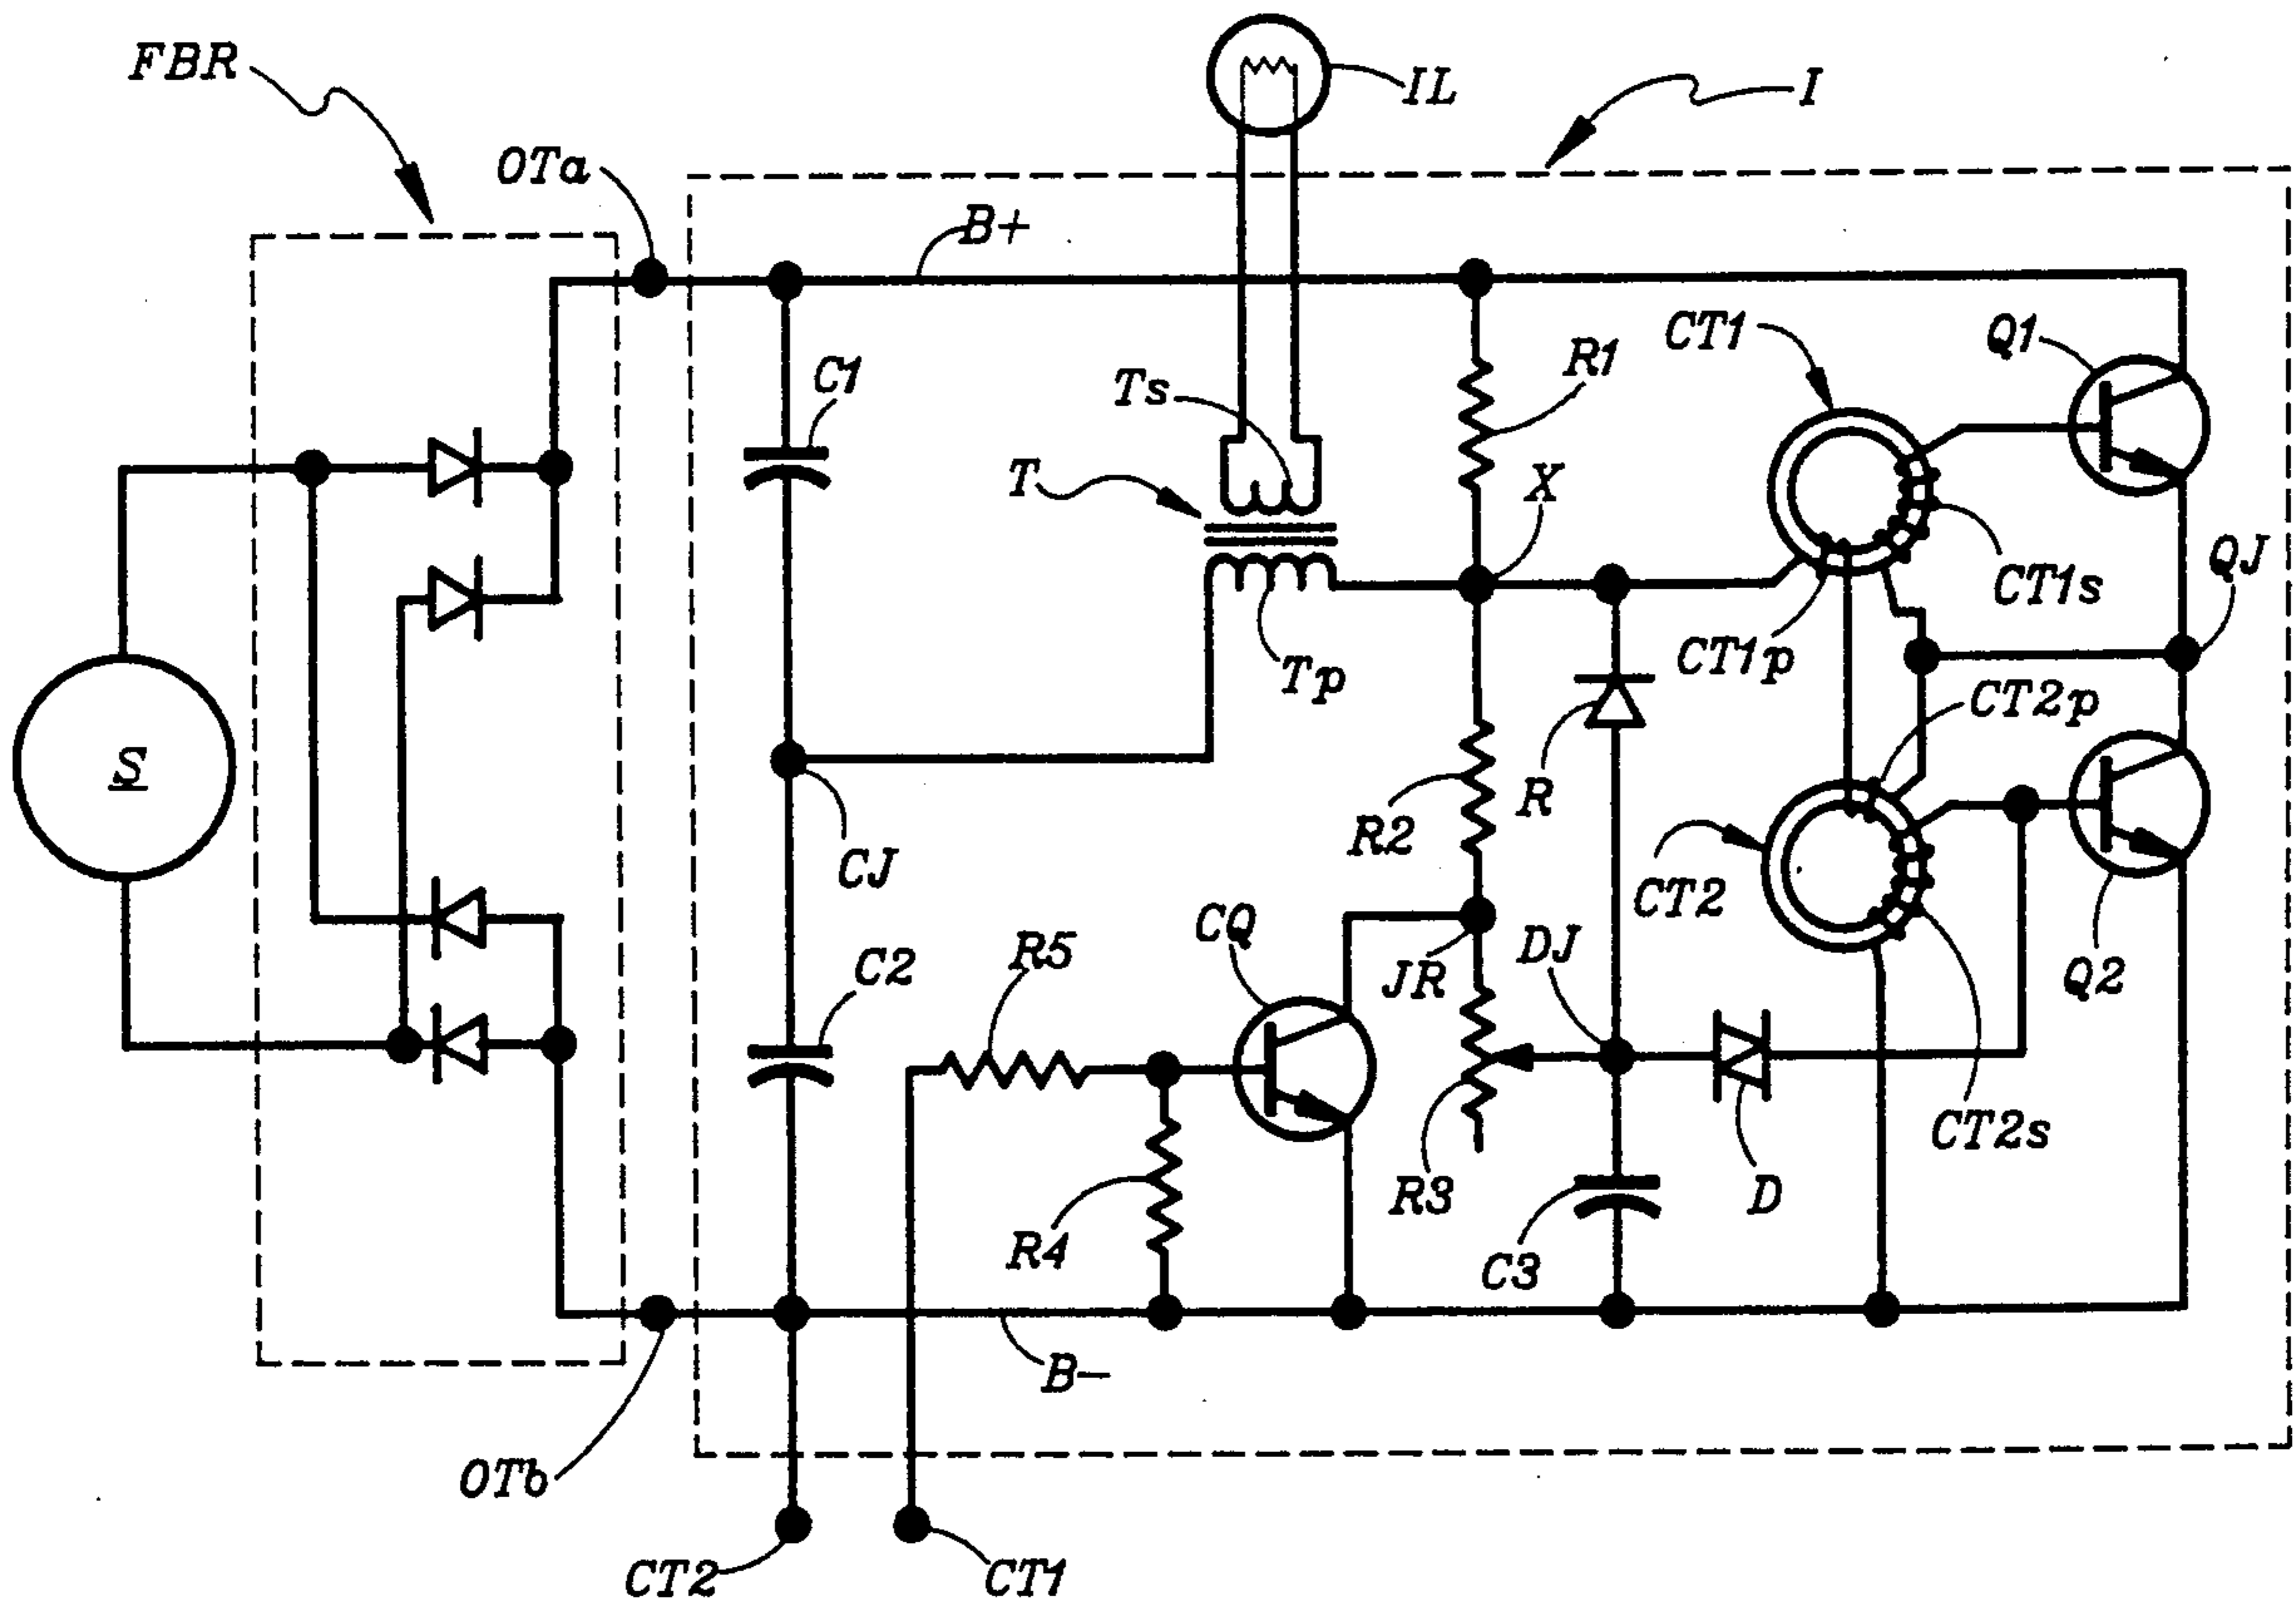 FBR
IL
I
OTa
B+
CT1
Q1
C1
R1
Ts
T
X
QJ
CT1s
CT1p
Tp
CT2p
S
R
R2
CJ
CT2
CQ
R5
C2
JR
DJ
Q2
CT2s
R3
D
R4
C3
B-
OTb
CT2
CT1